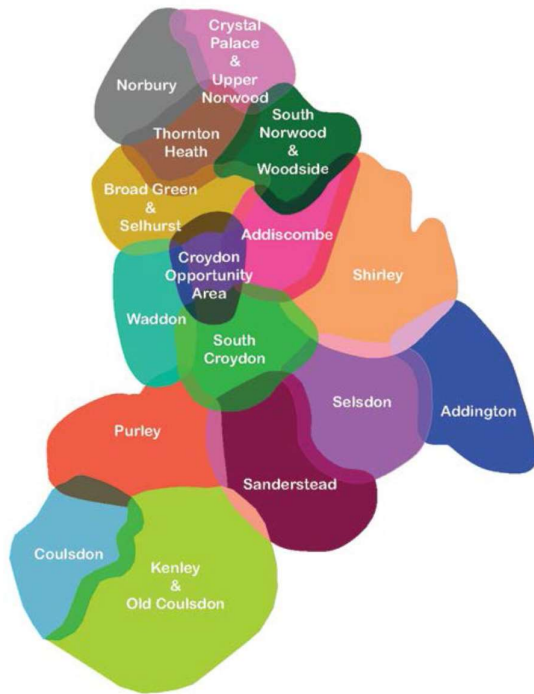 Crystal
Palace
&
Upper
Norwood
Norbury
South
Norwood
&
Woodside
Thornton
Heath
Broad Green
&
Selhurst
Addiscombe
Croydon
Opportunity
Area
Shirley
Waddon
South
Croydon
Selsdon
Addington
Purley
Sanderstead
Coulsdon
Kenley
&
Old Coulsdon